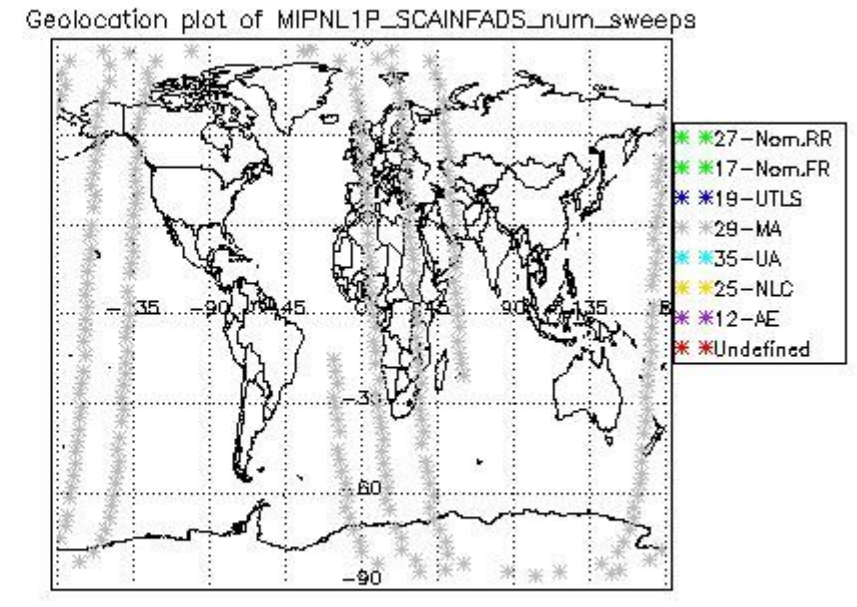 Geolocation plot of MIPNL1P_SCAINFADS_num_sweeps
27-Nom.RR
17-Nom.FR
19-UTLS
29-MA
35-UA
25-NLC
12-AE
Undefined
-135 -90 -45 0 45 90 135
-30
-60
-90